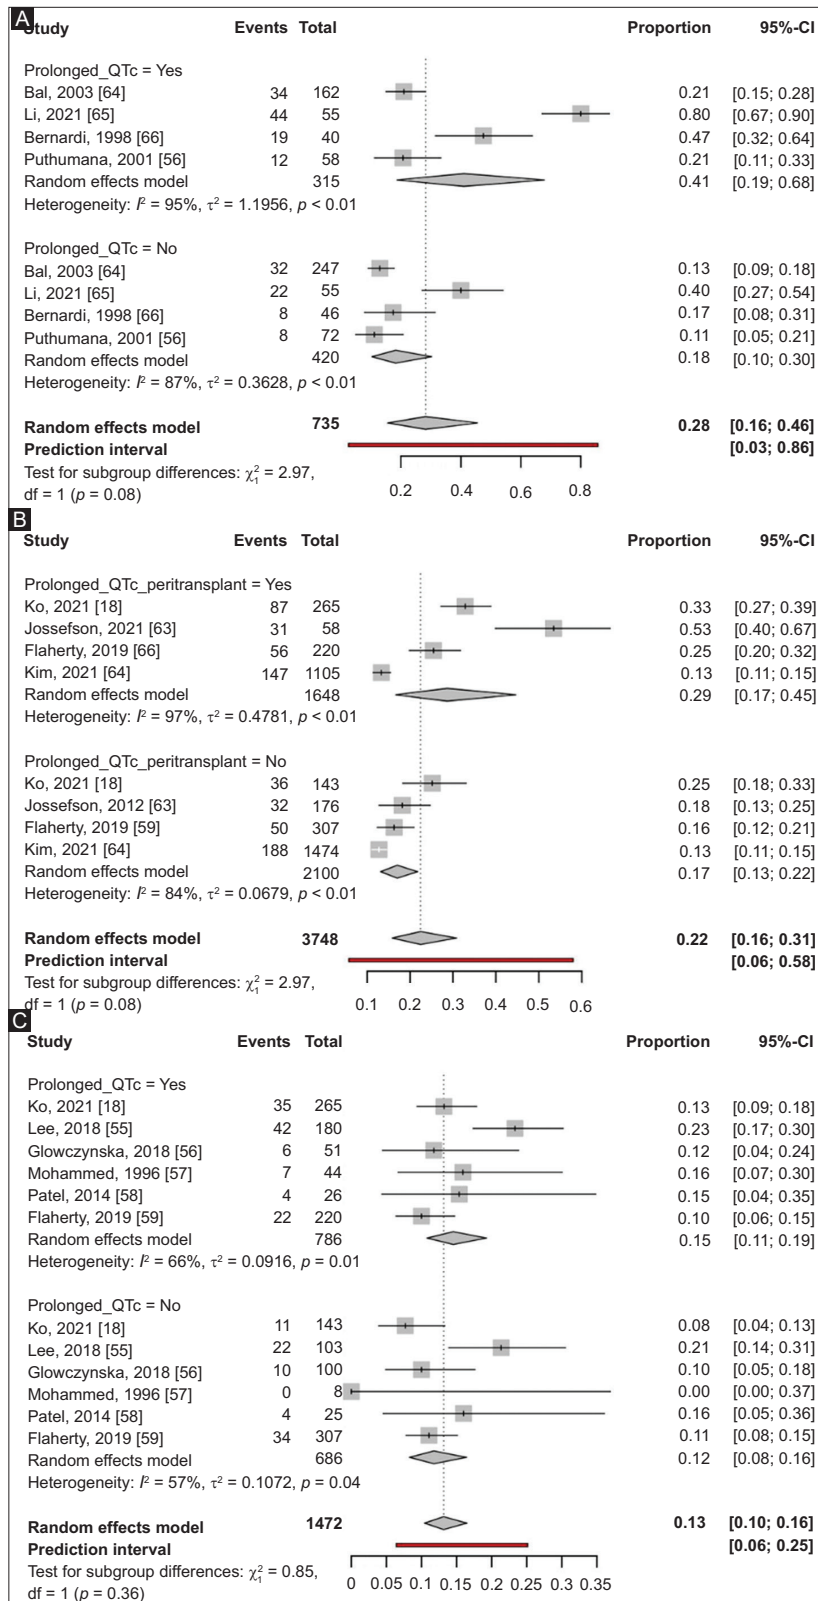 A
Study Events Total Proportion 95%-CI
Prolonged_QTc = Yes
Bal, 2003 [64] 34 162 0.21 [0.15; 0.28]
Li, 2021 [65] 44 55 0.80 [0.67; 0.90]
Bernardi, 1998 [66] 19 40 0.47 [0.32; 0.64]
Puthumana, 2001 [56] 12 58 0.21 [0.11; 0.33]
Random effects model 315 0.41 [0.19; 0.68]
Heterogeneity: I² = 95%, τ² = 1.1956, p < 0.01
Prolonged_QTc = No
Bal, 2003 [64] 32 247 0.13 [0.09; 0.18]
Li, 2021 [65] 22 55 0.40 [0.27; 0.54]
Bernardi, 1998 [66] 8 46 0.17 [0.08; 0.31]
Puthumana, 2001 [56] 8 72 0.11 [0.05; 0.21]
Random effects model 420 0.18 [0.10; 0.30]
Heterogeneity: I² = 87%, τ² = 0.3628, p < 0.01
Random effects model 735 0.28 [0.16; 0.46]
Prediction interval [0.03; 0.86]
Test for subgroup differences: χ₁² = 2.97,
df = 1 (p = 0.08)
0.2 0.4 0.6 0.8
B
Study Events Total Proportion 95%-CI
Prolonged_QTc_peritransplant = Yes
Ko, 2021 [18] 87 265 0.33 [0.27; 0.39]
Jossefson, 2021 [63] 31 58 0.53 [0.40; 0.67]
Flaherty, 2019 [66] 56 220 0.25 [0.20; 0.32]
Kim, 2021 [64] 147 1105 0.13 [0.11; 0.15]
Random effects model 1648 0.29 [0.17; 0.45]
Heterogeneity: I² = 97%, τ² = 0.4781, p < 0.01
Prolonged_QTc_peritransplant = No
Ko, 2021 [18] 36 143 0.25 [0.18; 0.33]
Jossefson, 2012 [63] 32 176 0.18 [0.13; 0.25]
Flaherty, 2019 [59] 50 307 0.16 [0.12; 0.21]
Kim, 2021 [64] 188 1474 0.13 [0.11; 0.15]
Random effects model 2100 0.17 [0.13; 0.22]
Heterogeneity: I² = 84%, τ² = 0.0679, p < 0.01
Random effects model 3748 0.22 [0.16; 0.31]
Prediction interval [0.06; 0.58]
Test for subgroup differences: χ₁² = 2.97,
df = 1 (p = 0.08)
0.1 0.2 0.3 0.4 0.5 0.6
C
Study Events Total Proportion 95%-CI
Prolonged_QTc = Yes
Ko, 2021 [18] 35 265 0.13 [0.09; 0.18]
Lee, 2018 [55] 42 180 0.23 [0.17; 0.30]
Glowczynska, 2018 [56] 6 51 0.12 [0.04; 0.24]
Mohammed, 1996 [57] 7 44 0.16 [0.07; 0.30]
Patel, 2014 [58] 4 26 0.15 [0.04; 0.35]
Flaherty, 2019 [59] 22 220 0.10 [0.06; 0.15]
Random effects model 786 0.15 [0.11; 0.19]
Heterogeneity: I² = 66%, τ² = 0.0916, p = 0.01
Prolonged_QTc = No
Ko, 2021 [18] 11 143 0.08 [0.04; 0.13]
Lee, 2018 [55] 22 103 0.21 [0.14; 0.31]
Glowczynska, 2018 [56] 10 100 0.10 [0.05; 0.18]
Mohammed, 1996 [57] 0 8 0.00 [0.00; 0.37]
Patel, 2014 [58] 4 25 0.16 [0.05; 0.36]
Flaherty, 2019 [59] 34 307 0.11 [0.08; 0.15]
Random effects model 686 0.12 [0.08; 0.16]
Heterogeneity: I² = 57%, τ² = 0.1072, p = 0.04
Random effects model 1472 0.13 [0.10; 0.16]
Prediction interval [0.06; 0.25]
Test for subgroup differences: χ₁² = 0.85,
df = 1 (p = 0.36)
0 0.1 0.15 0.2 0.25 0.3 0.35